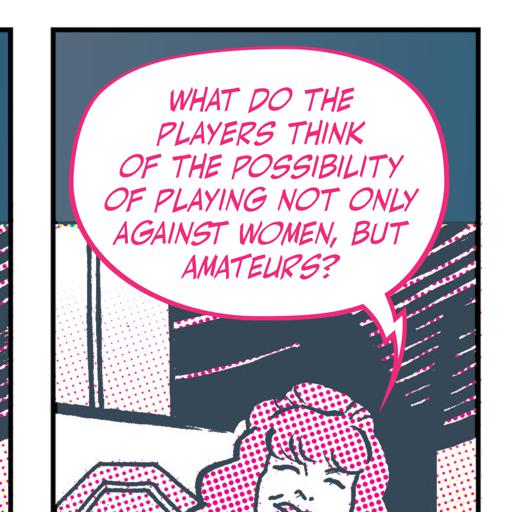 WHAT DO THE
PLAYERS THINK
OF THE POSSIBILITY
OF PLAYING NOT ONLY
AGAINST WOMEN, BUT
AMATEURS?